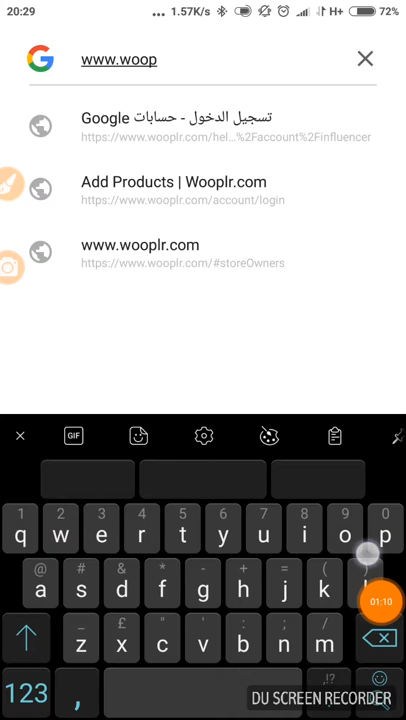 20:29 ... 1.57K/s H+ 72%
www.woop
تسجيل الدخول - حسابات Google
https://www.wooplr.com/hel...%2Faccount%2Finfluencer
Add Products | Wooplr.com
https://www.wooplr.com/account/login
www.wooplr.com
https://www.wooplr.com/#storeOwners
GIF
1 2 3 4 5 6 7 8 9 0
q w e r t y u i o p
@ # & * - + = (
a s d f g h j k
01:10
_ £ " ' : ; /
z x c v b n m
,!?
123 ,
DU SCREEN RECORDER